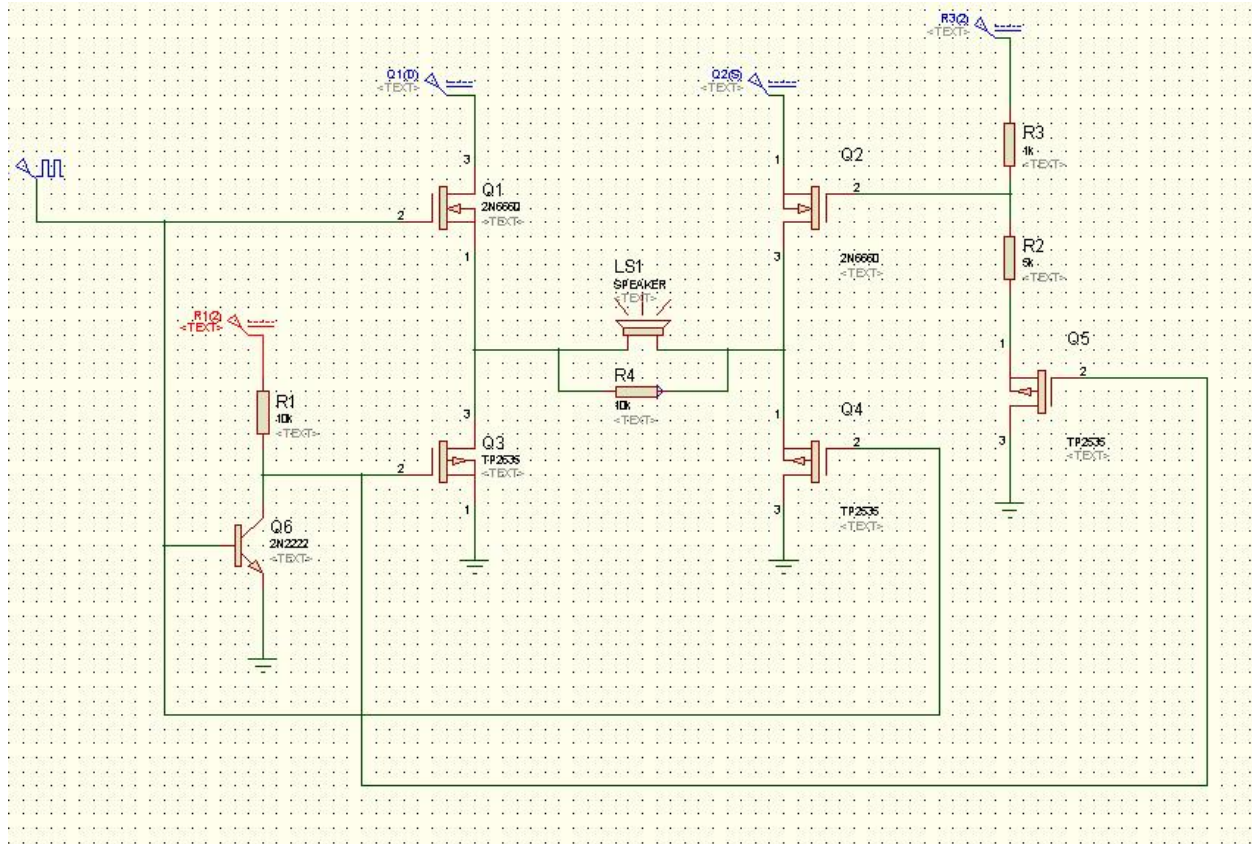 R3(2)
<TEXT>
Q1(D)
<TEXT>
Q2(S)
<TEXT>
R3
1k
<TEXT>
3
Q1
2N6660
<TEXT>
2
1
1
Q2
2
3
2N6660
<TEXT>
R2
5k
<TEXT>
LS1
SPEAKER
<TEXT>
R1(2)
<TEXT>
R1
10k
<TEXT>
R4
10k
<TEXT>
1
Q5
2
3
TP2535
<TEXT>
3
Q3
TP2535
<TEXT>
2
1
1
Q4
2
3
TP2535
<TEXT>
Q6
2N2222
<TEXT>